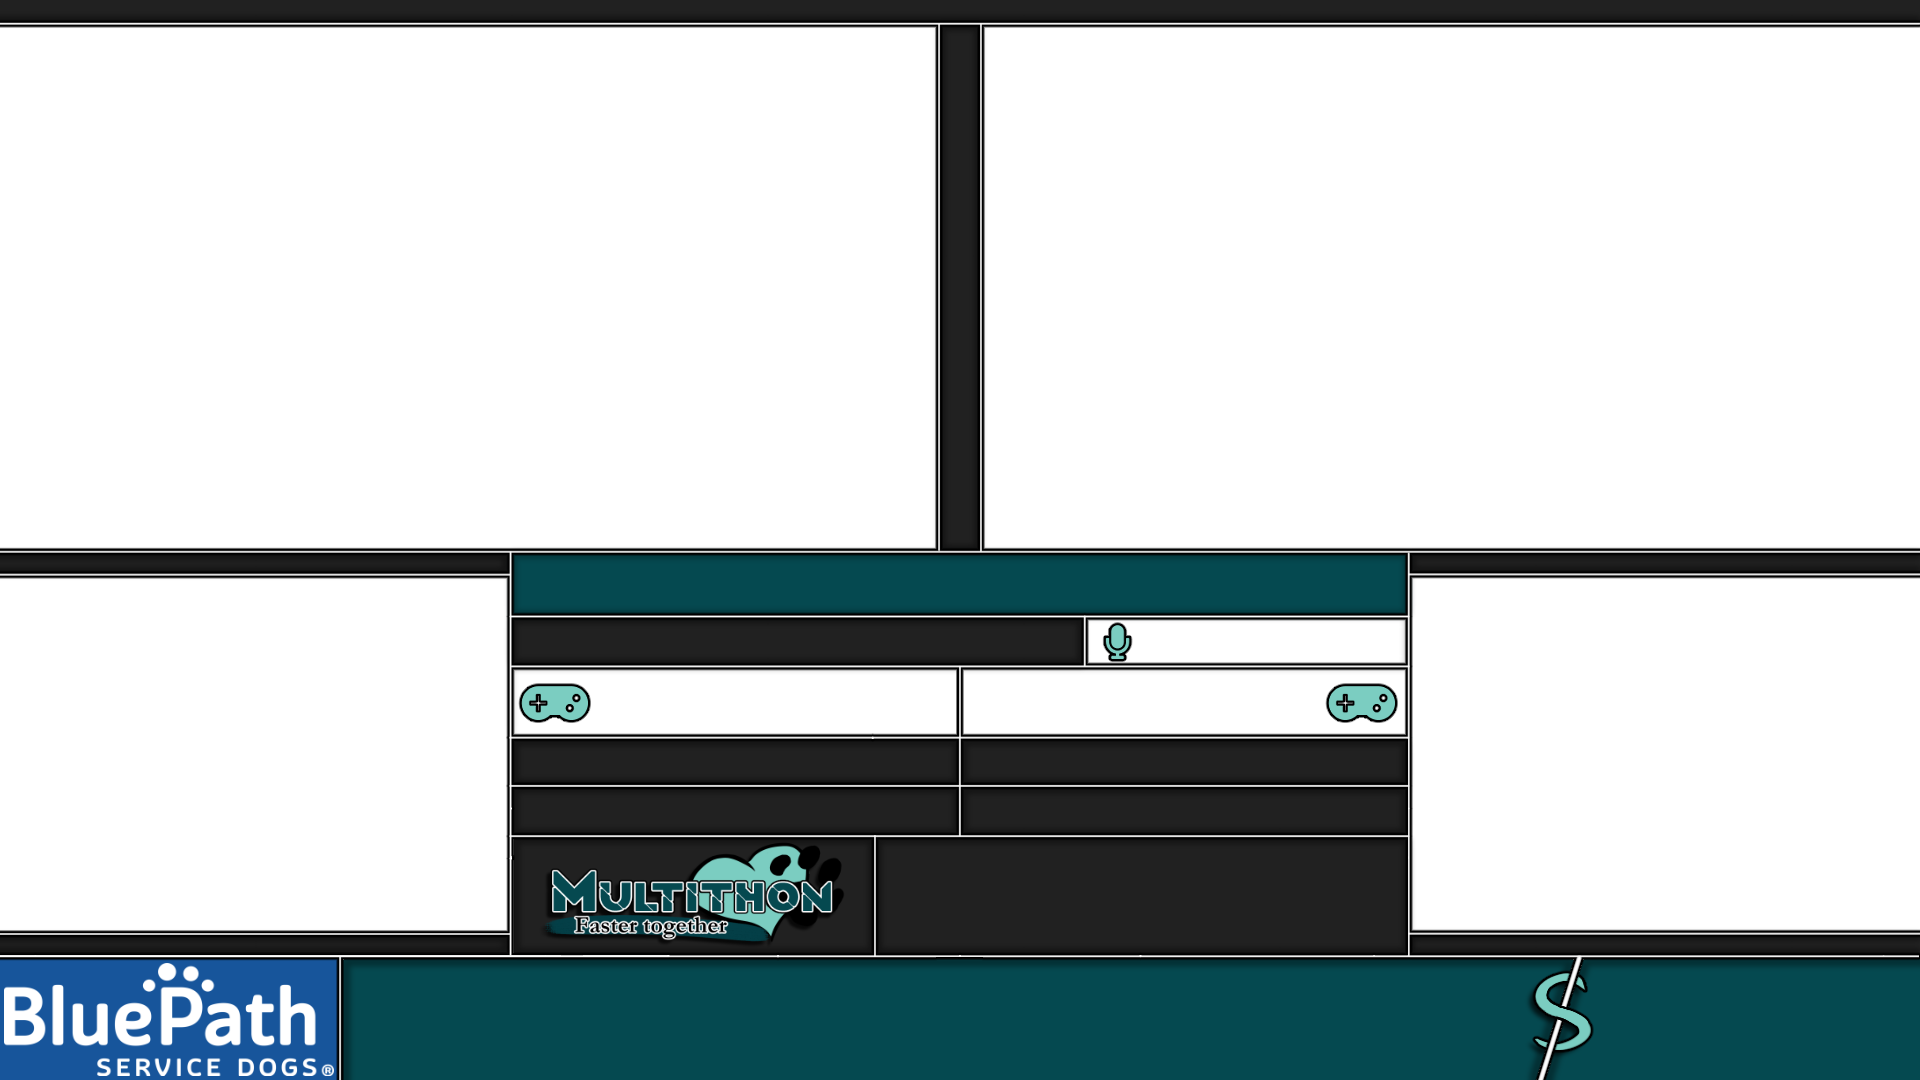 MULTITHON
Faster together
BluePath
SERVICE DOGS®
$